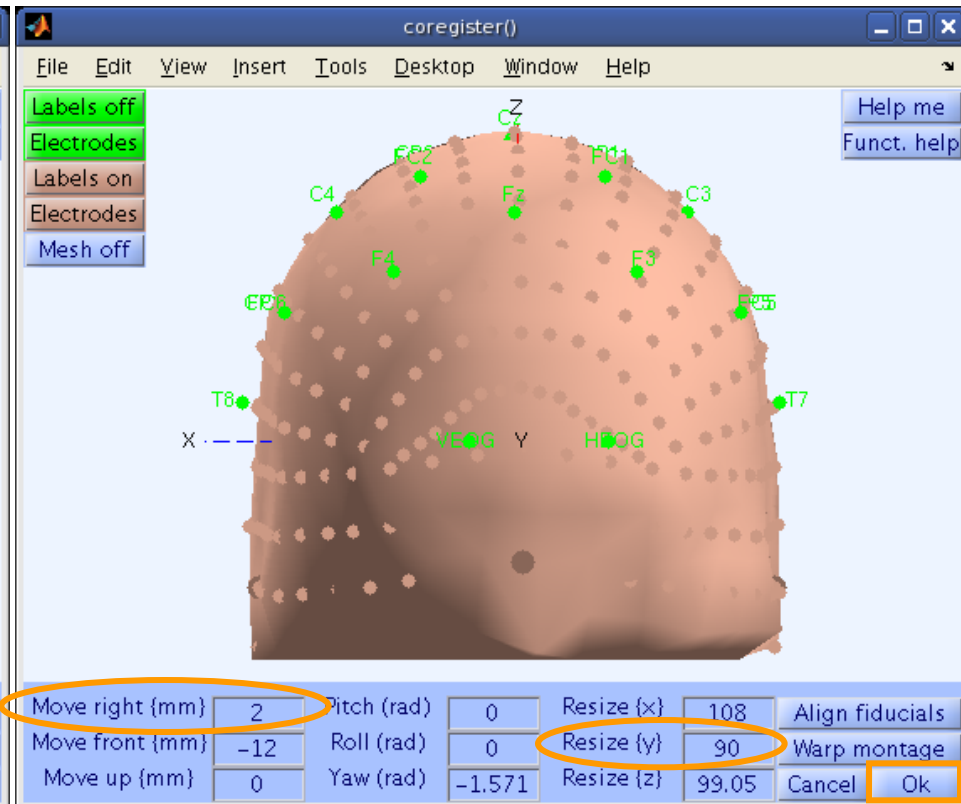 coregister()
File Edit View Insert Tools Desktop Window Help
Labels off
Electrodes
Labels on
Electrodes
Mesh off
Help me
Funct. help
Z
Cz
FC2
FC1
C4
Fz
C3
F4
F3
T8
T7
X
VEOG
Y
HEOG
Move right {mm} 2 Pitch (rad) 0 Resize {x} 108 Align fiducials
Move front {mm} -12 Roll (rad) 0 Resize {y} 90 Warp montage
Move up {mm} 0 Yaw (rad) -1.571 Resize {z} 99.05 Cancel Ok